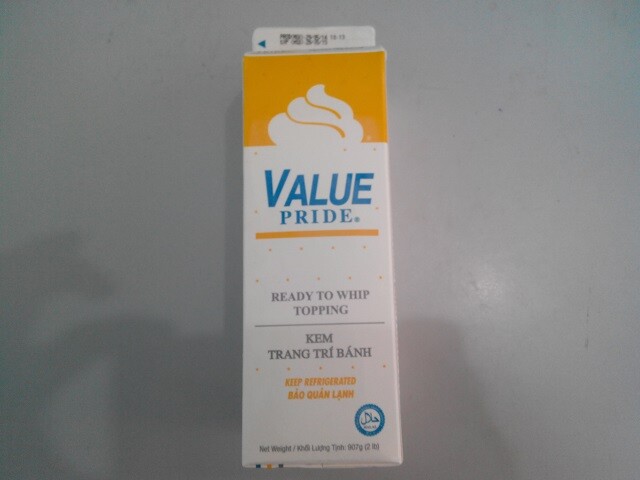 VALUE
PRIDE®
READY TO WHIP
TOPPING
KEM
TRANG TRÍ BÁNH
KEEP REFRIGERATED
BẢO QUẢN LẠNH
Net Weight / Khối Lượng Tịnh: 907g (2 lb)